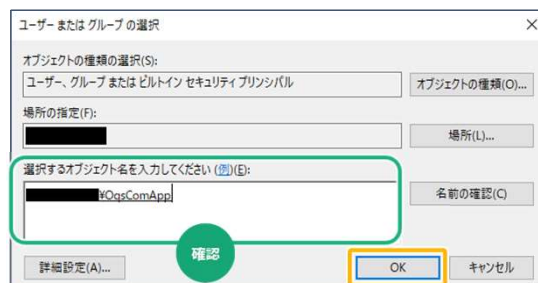 ユーザー または グループ の選択
オブジェクトの種類の選択(S):
ユーザー、グループ または ビルトイン セキュリティ プリンシパル
オブジェクトの種類(O)...
場所の指定(F):
場所(L)...
選択するオブジェクト名を入力してください (例)(E):
¥OqsComApp
名前の確認(C)
確認
詳細設定(A)...
OK
キャンセル